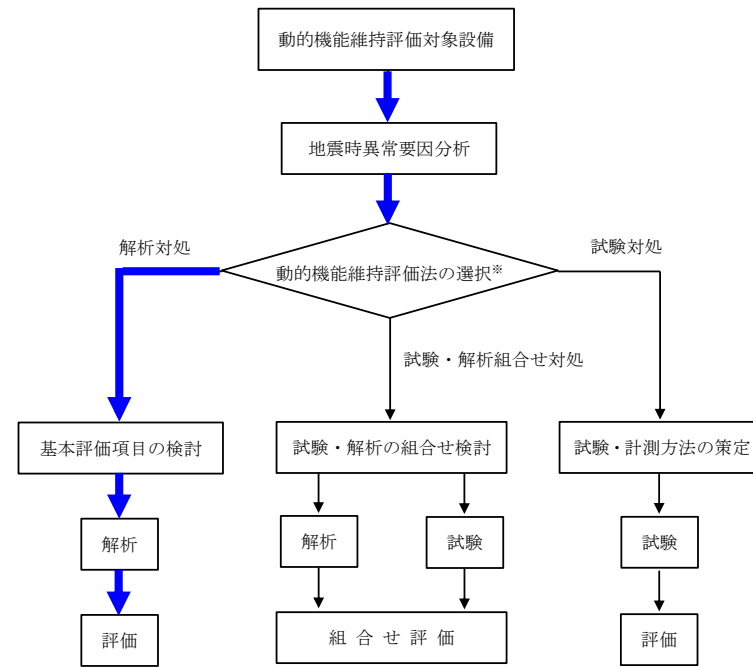 動的機能維持評価対象設備
地震時異常要因分析
解析対処
試験対処
動的機能維持評価法の選択※
試験・解析組合せ対処
基本評価項目の検討
試験・解析の組合せ検討
試験・計測方法の策定
解析
解析
試験
試験
評価
組合せ評価
評価